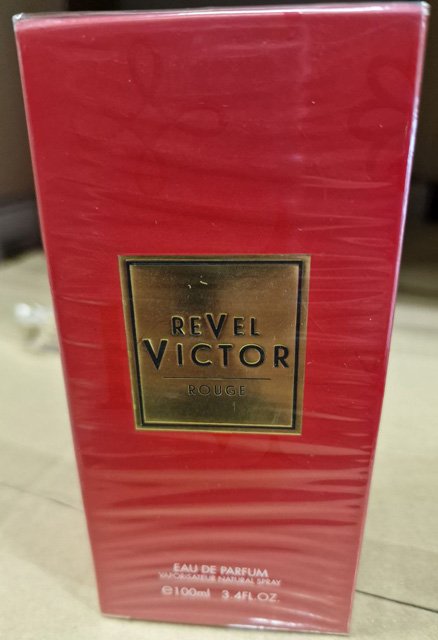 REVEL
VICTOR
ROUGE
EAU DE PARFUM
VAPORISATEUR NATURAL SPRAY
℮100ml 3.4FL.OZ.